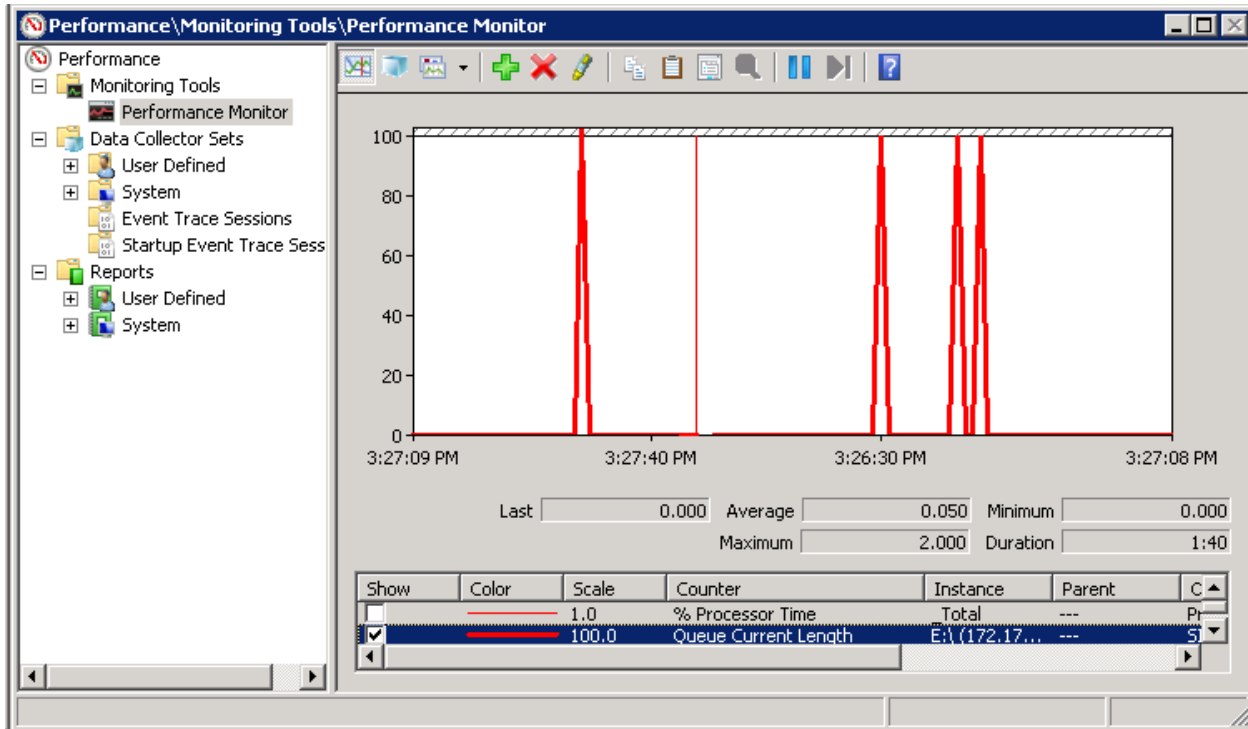 Performance\Monitoring Tools\Performance Monitor
Performance
Monitoring Tools
Performance Monitor
Data Collector Sets
User Defined
System
Event Trace Sessions
Startup Event Trace Sess
Reports
User Defined
System
100
80
60
40
20
0
3:27:09 PM 3:27:40 PM 3:26:30 PM 3:27:08 PM
Last 0.000 Average 0.050 Minimum 0.000
Maximum 2.000 Duration 1:40
Show Color Scale Counter Instance Parent C
1.0 % Processor Time _Total --- Pr
100.0 Queue Current Length E:\ (172.17... ---